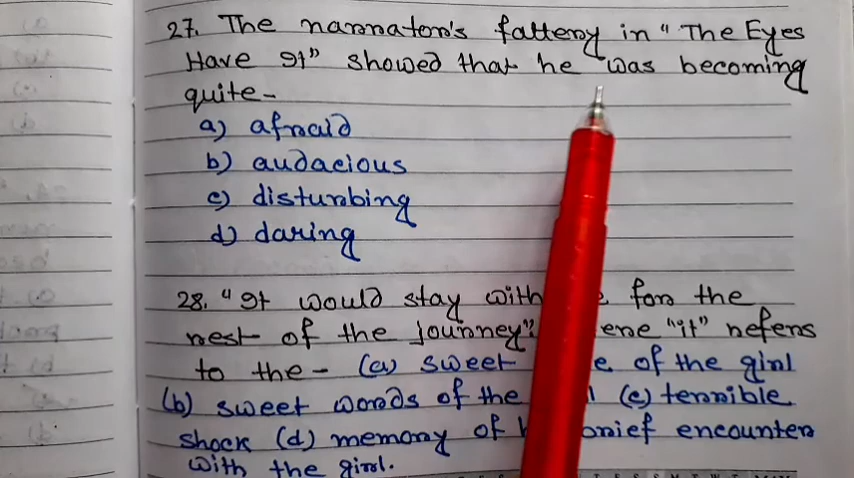 27. The narrator's fattery in "The Eyes
Have It" showed that he was becoming
quite-
a) afraid
b) audacious
c) disturbing
d) daring
28. "It would stay with for the
rest of the journey". "it" refers
to the - (a) sweet of the girl
(b) sweet words of the (c) terrible
shock (d) memory of brief encounter
with the girl.